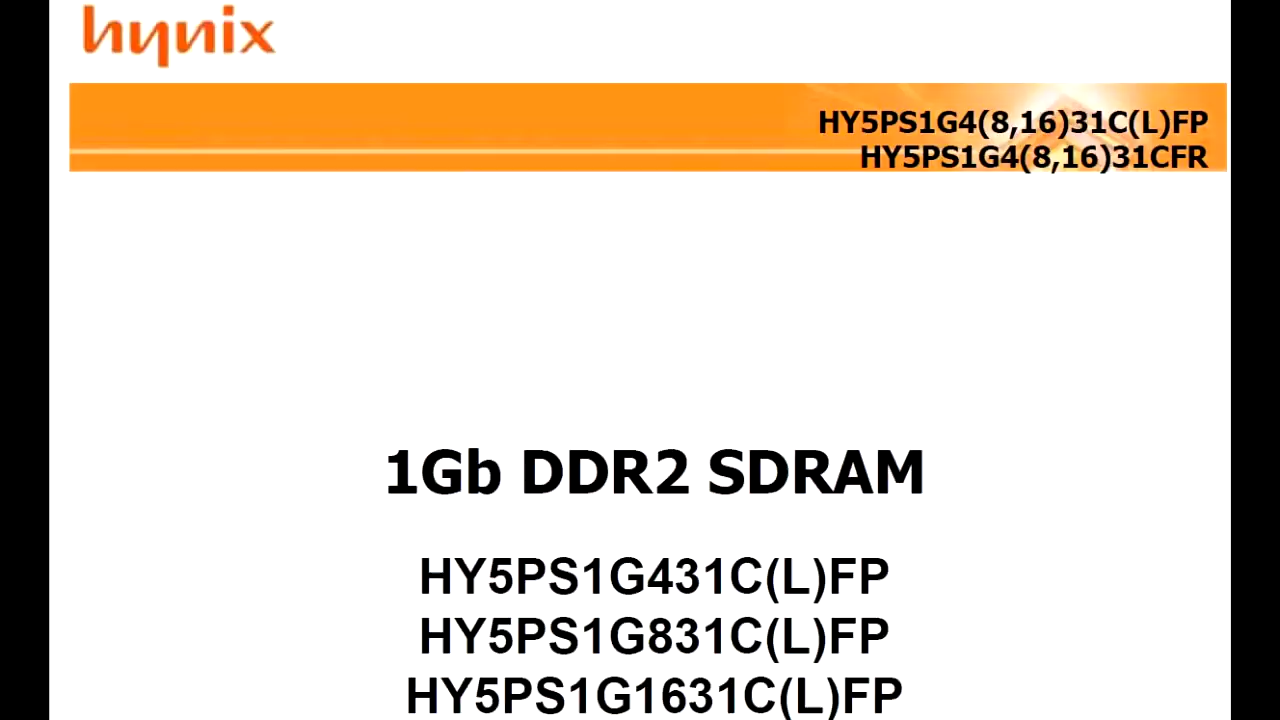 hynix
HY5PS1G4(8,16)31C(L)FP
HY5PS1G4(8,16)31CFR
1Gb DDR2 SDRAM
HY5PS1G431C(L)FP
HY5PS1G831C(L)FP
HY5PS1G1631C(L)FP